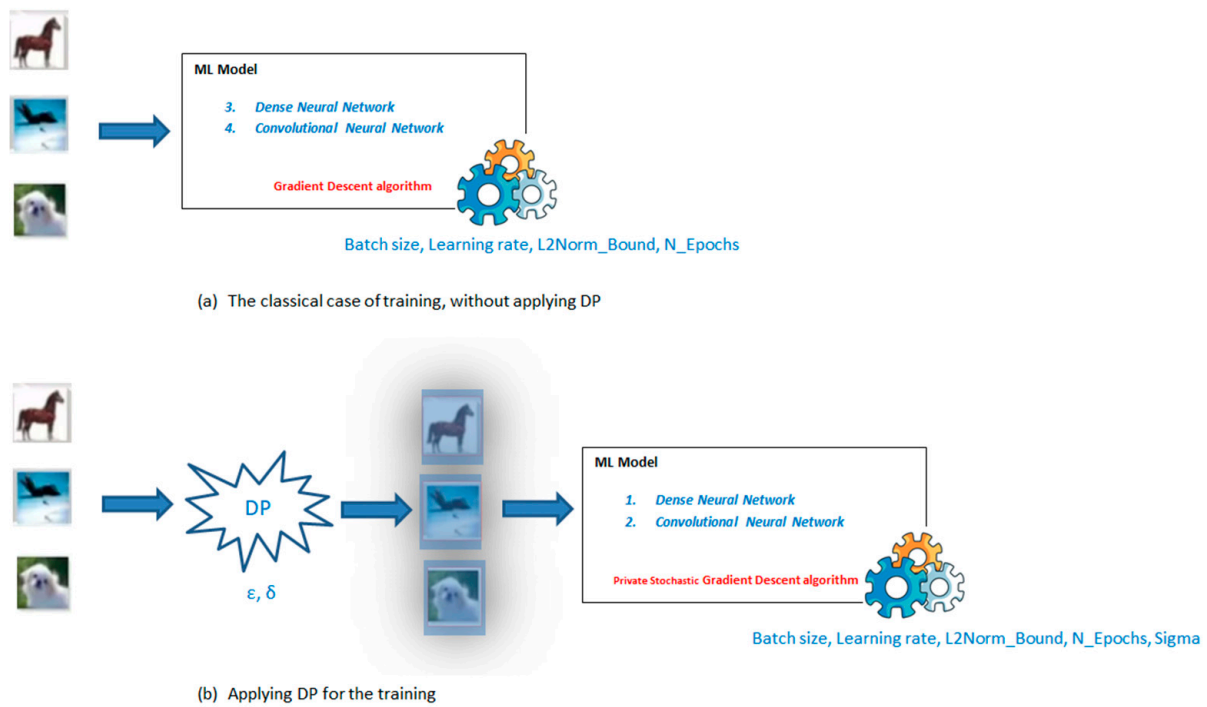 ML Model
3. Dense Neural Network
4. Convolutional Neural Network
Gradient Descent algorithm
Batch size, Learning rate, L2Norm_Bound, N_Epochs
(a) The classical case of training, without applying DP
DP
ε, δ
ML Model
1. Dense Neural Network
2. Convolutional Neural Network
Private Stochastic Gradient Descent algorithm
Batch size, Learning rate, L2Norm_Bound, N_Epochs, Sigma
(b) Applying DP for the training